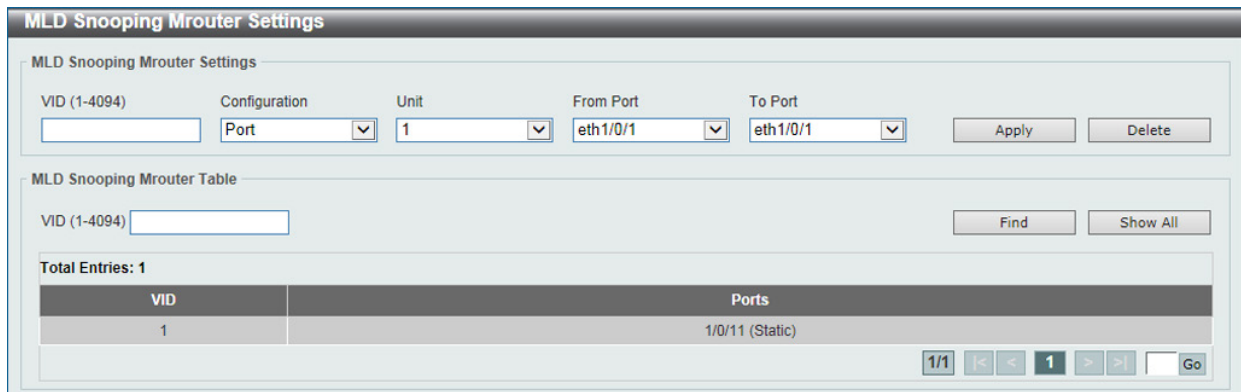 MLD Snooping Mrouter Settings
MLD Snooping Mrouter Settings
VID (1-4094) Configuration Unit From Port To Port
Port 1 eth1/0/1 eth1/0/1 Apply Delete
MLD Snooping Mrouter Table
VID (1-4094) Find Show All
Total Entries: 1
VID Ports
1 1/0/11 (Static)
1/1 |< < 1 > >| Go